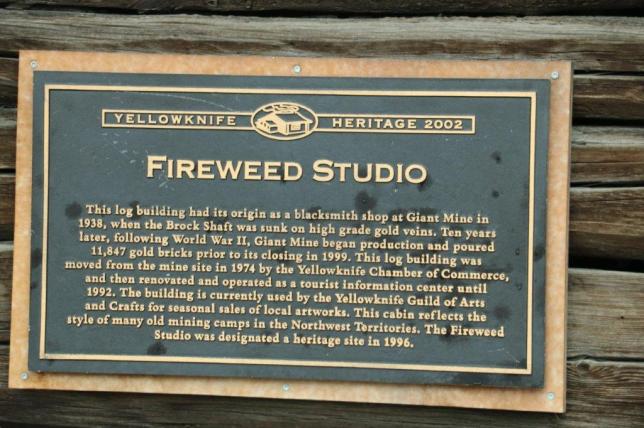 YELLOWKNIFE HERITAGE 2002
FIREWEED STUDIO
This log building had its origin as a blacksmith shop at Giant Mine in
1938, when the Brock Shaft was sunk on high grade gold veins. Ten years
later, following World War II, Giant Mine began production and poured
11,847 gold bricks prior to its closing in 1999. This log building was
moved from the mine site in 1974 by the Yellowknife Chamber of Commerce,
and then renovated and operated as a tourist information center until
1992. The building is currently used by the Yellowknife Guild of Arts
and Crafts for seasonal sales of local artworks. This cabin reflects the
style of many old mining camps in the Northwest Territories. The Fireweed
Studio was designated a heritage site in 1996.